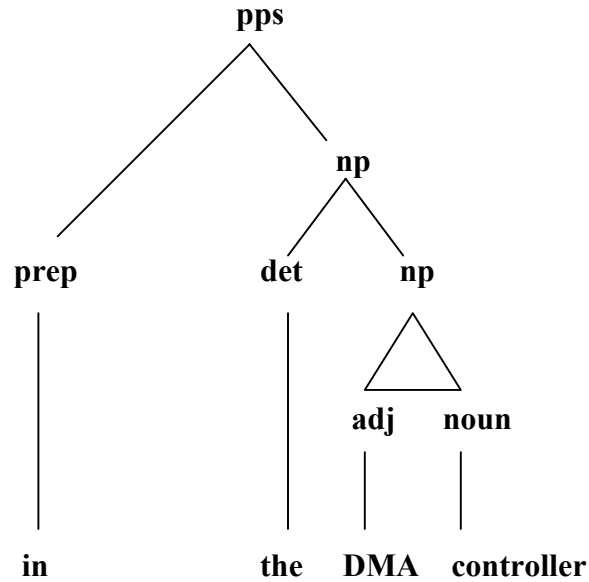 pps
np
prep det np
adj noun
in the DMA controller